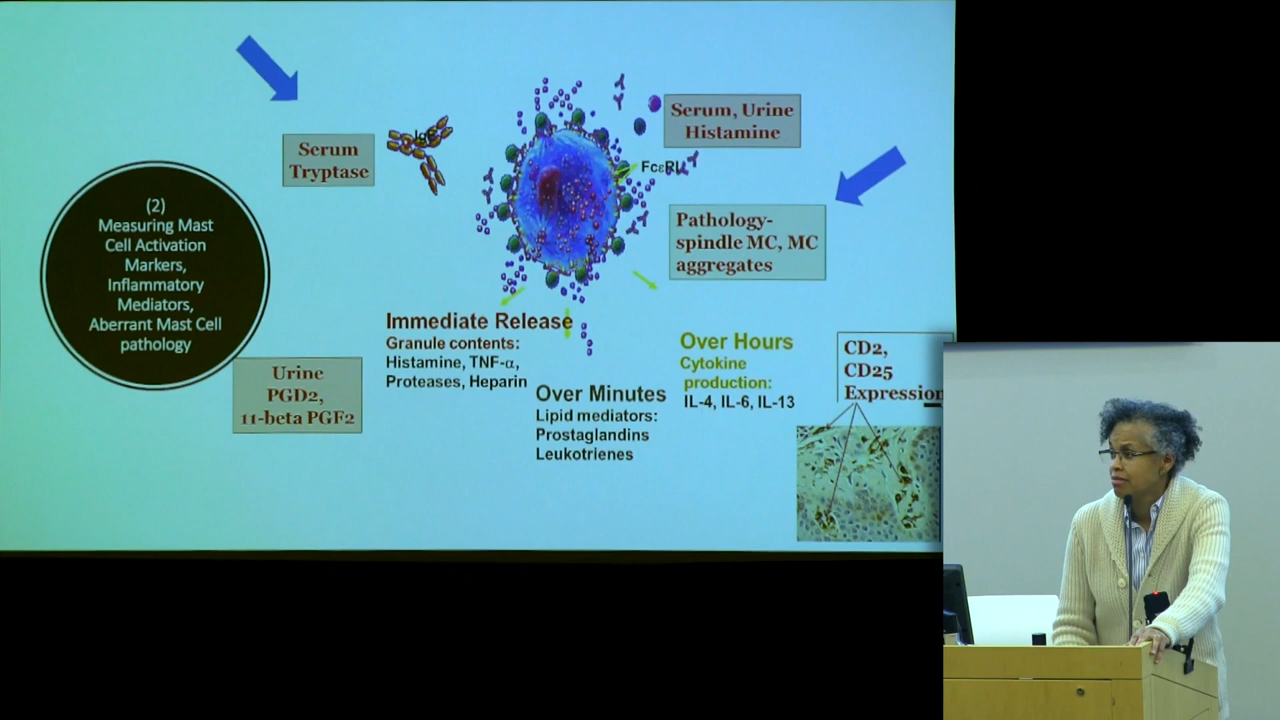 (2)
Measuring Mast
Cell Activation
Markers,
Inflammatory
Mediators,
Aberrant Mast Cell
pathology
Serum
Tryptase
IgE
Serum, Urine
Histamine
FcεRI
Pathology-
spindle MC, MC
aggregates
Urine
PGD2,
11-beta PGF2
Immediate Release
Granule contents:
Histamine, TNF-α,
Proteases, Heparin
Over Minutes
Lipid mediators:
Prostaglandins
Leukotrienes
Over Hours
Cytokine
production:
IL-4, IL-6, IL-13
CD2,
CD25
Expression